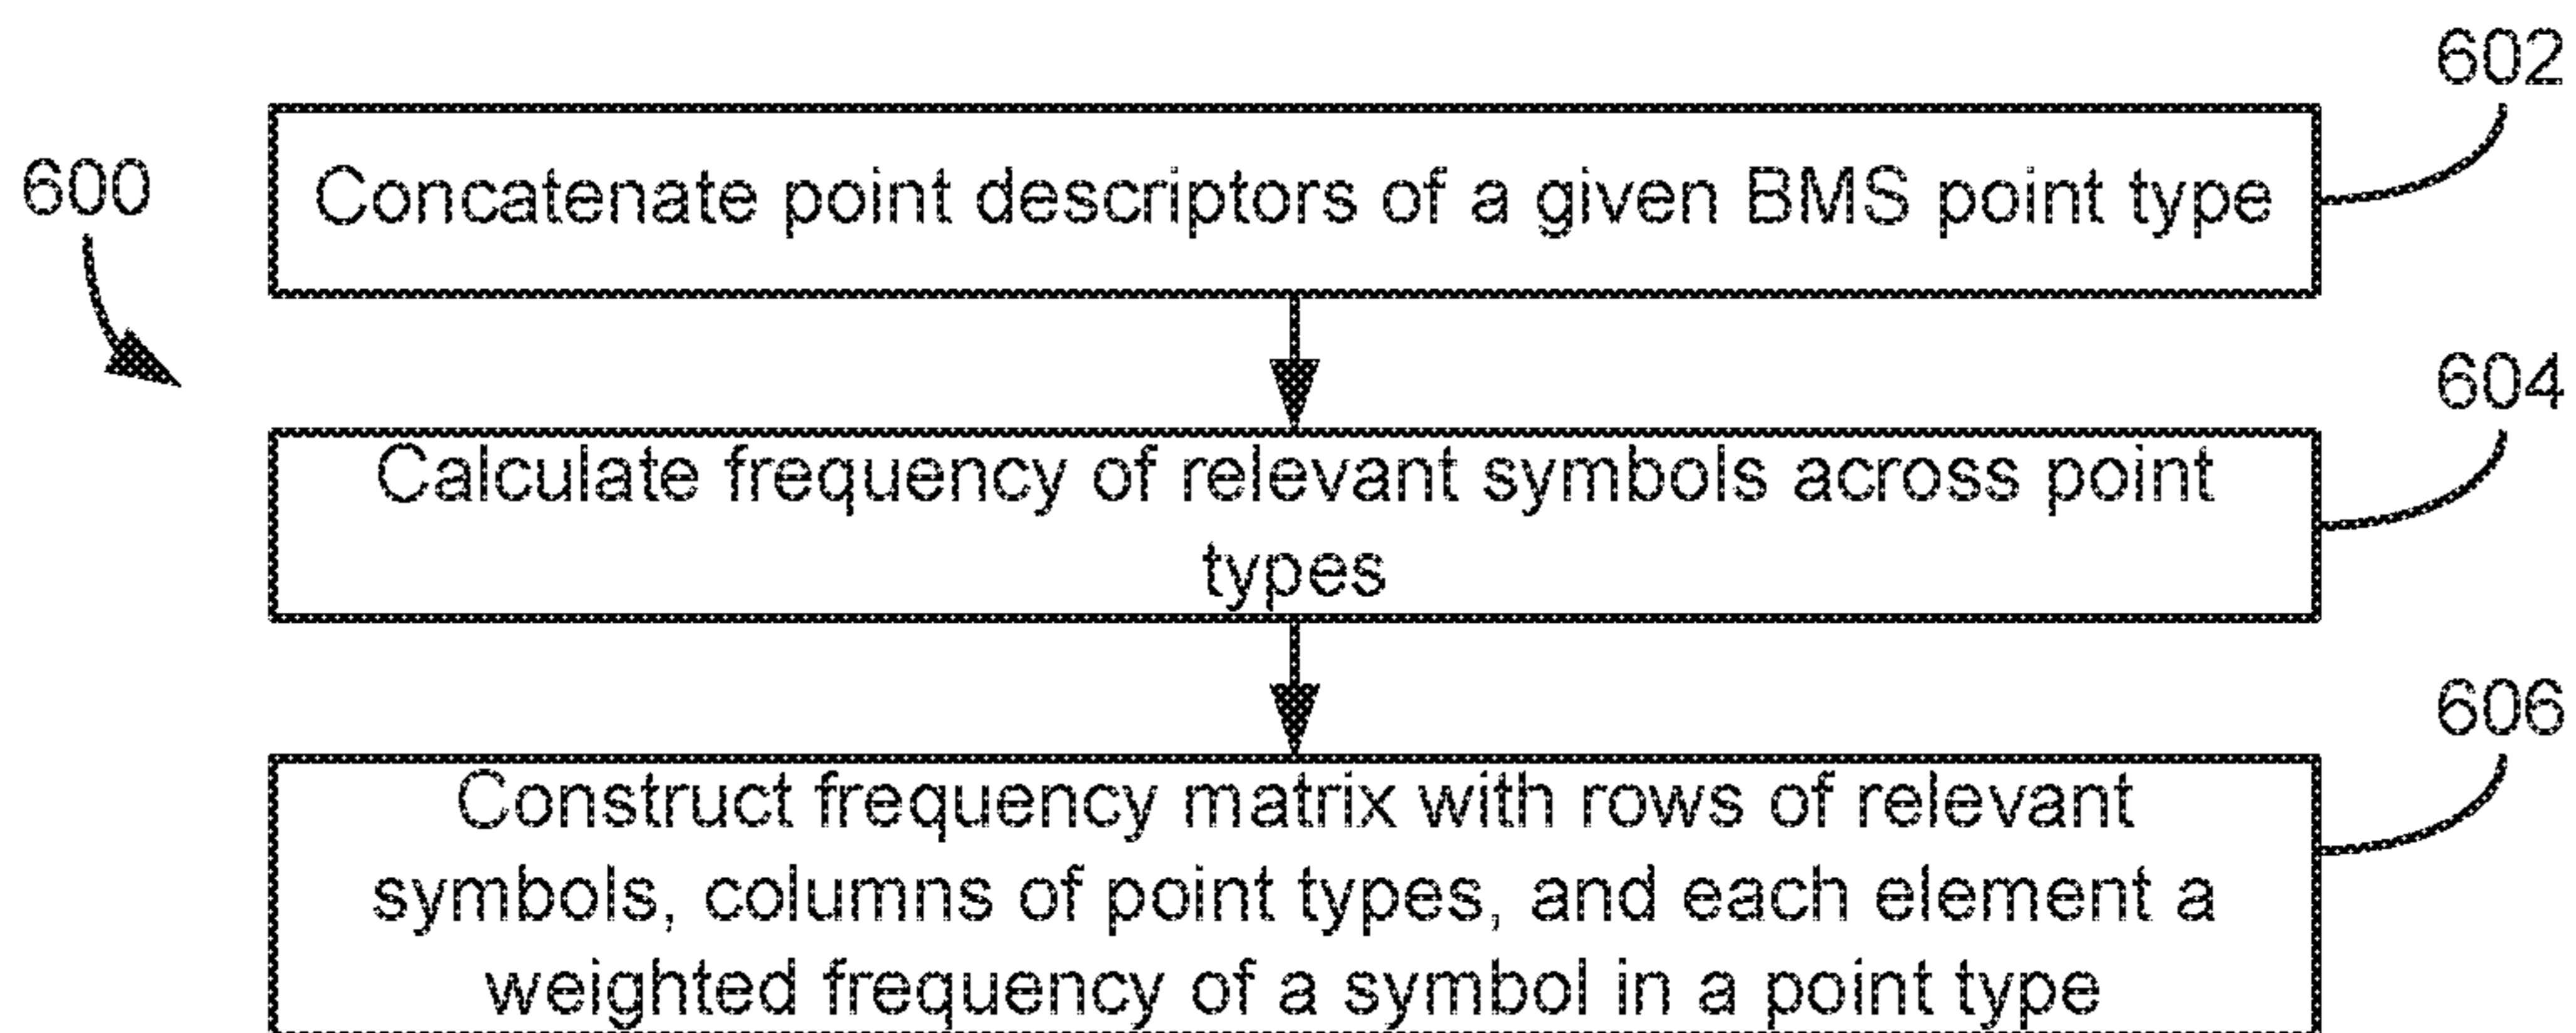 602
600
Concatenate point descriptors of a given BMS point type
604
Calculate frequency of relevant symbols across point
types
606
Construct frequency matrix with rows of relevant
symbols, columns of point types, and each element a
weighted frequency of a symbol in a point type